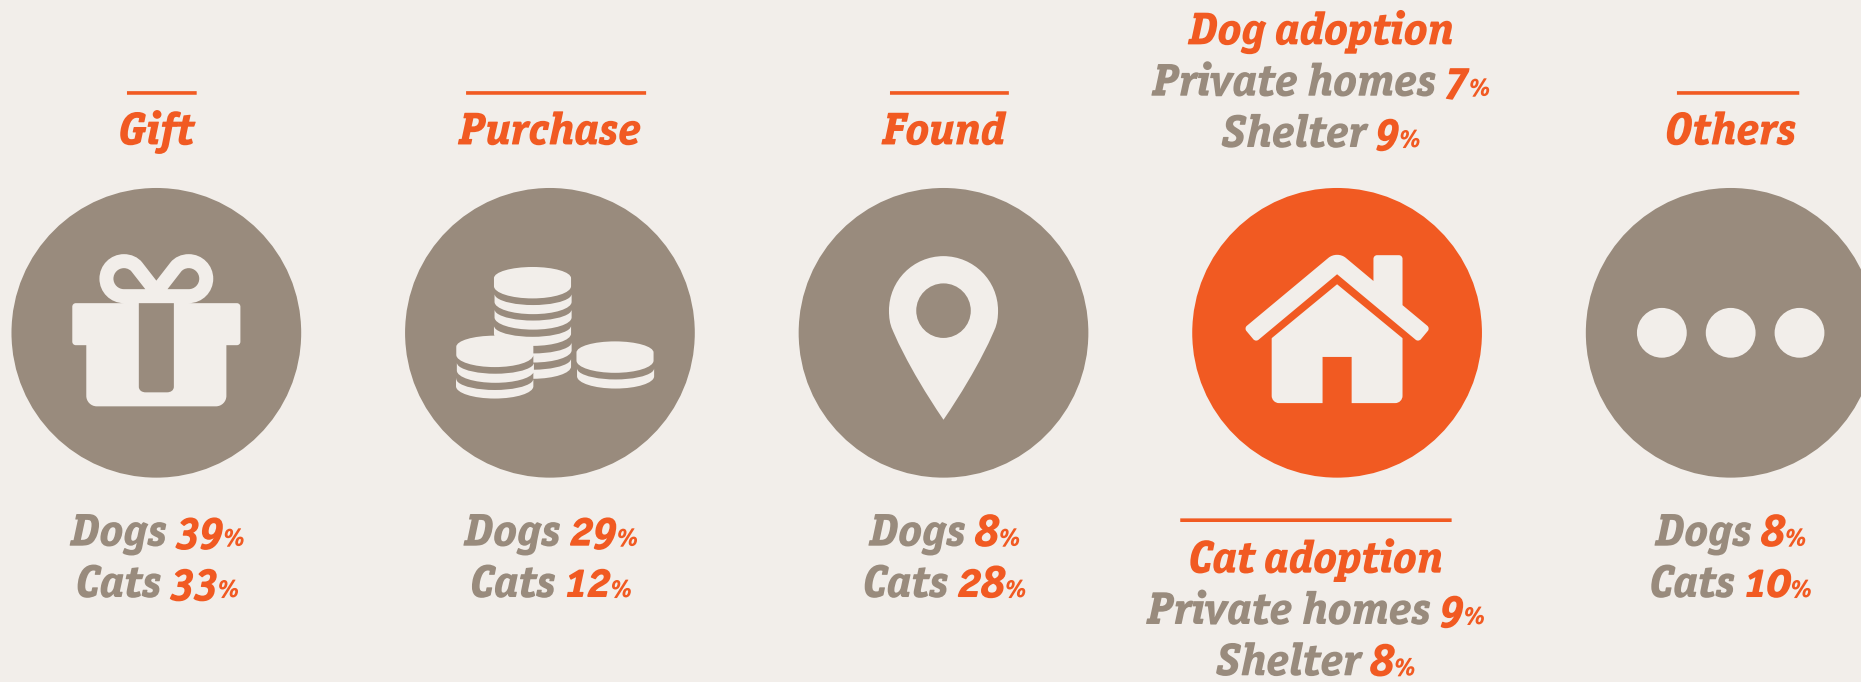 Gift
Dogs 39%
Cats 33%
Purchase
Dogs 29%
Cats 12%
Found
Dogs 8%
Cats 28%
Dog adoption
Private homes 7%
Shelter 9%
Cat adoption
Private homes 9%
Shelter 8%
Others
Dogs 8%
Cats 10%